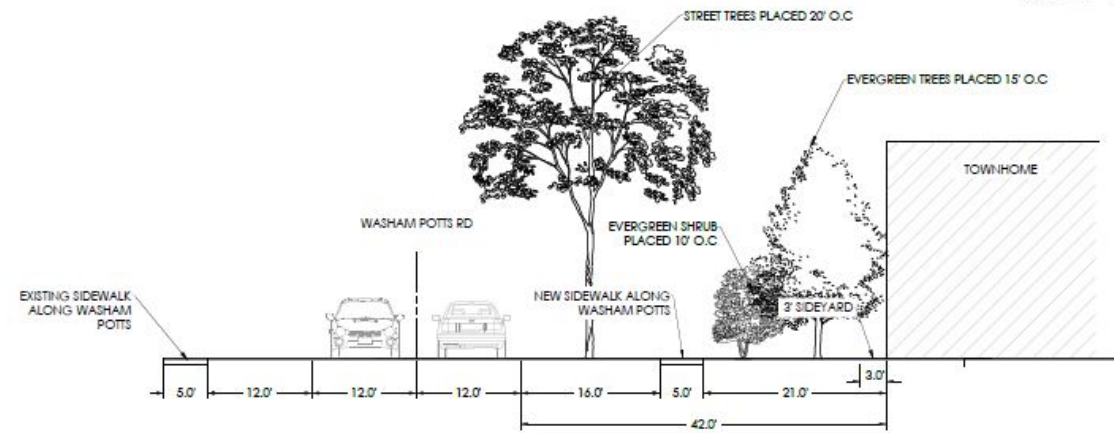 STREET TREES PLACED 20' O.C
EVERGREEN TREES PLACED 15' O.C
TOWNHOME
WASHAM POTTS RD
EVERGREEN SHRUB
PLACED 10' O.C
EXISTING SIDEWALK
ALONG WASHAM
POTTS
NEW SIDEWALK ALONG
WASHAM POTTS
3' SIDEYARD
3.0'
5.0'
12.0'
12.0'
12.0'
16.0'
5.0'
21.0'
42.0'